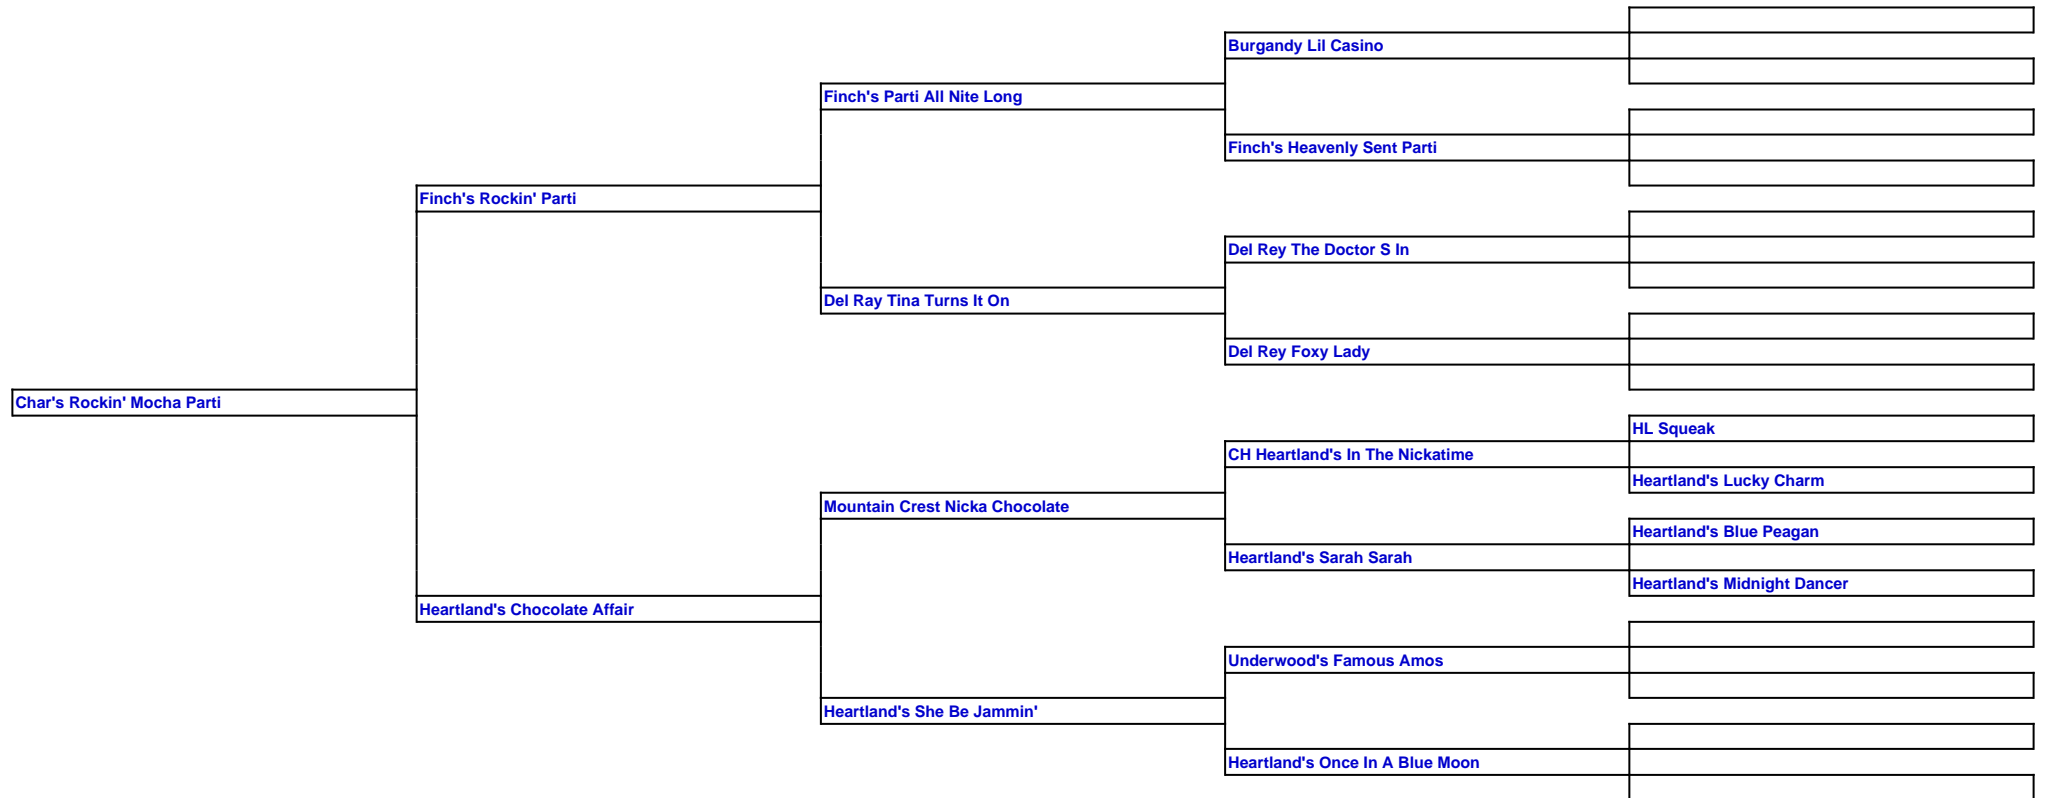 Burgandy Lil Casino
Finch's Parti All Nite Long
Finch's Heavenly Sent Parti
Finch's Rockin' Parti
Del Rey The Doctor S In
Del Ray Tina Turns It On
Del Rey Foxy Lady
Char's Rockin' Mocha Parti
HL Squeak
CH Heartland's In The Nickatime
Heartland's Lucky Charm
Mountain Crest Nicka Chocolate
Heartland's Blue Peagan
Heartland's Sarah Sarah
Heartland's Midnight Dancer
Heartland's Chocolate Affair
Underwood's Famous Amos
Heartland's She Be Jammin'
Heartland's Once In A Blue Moon